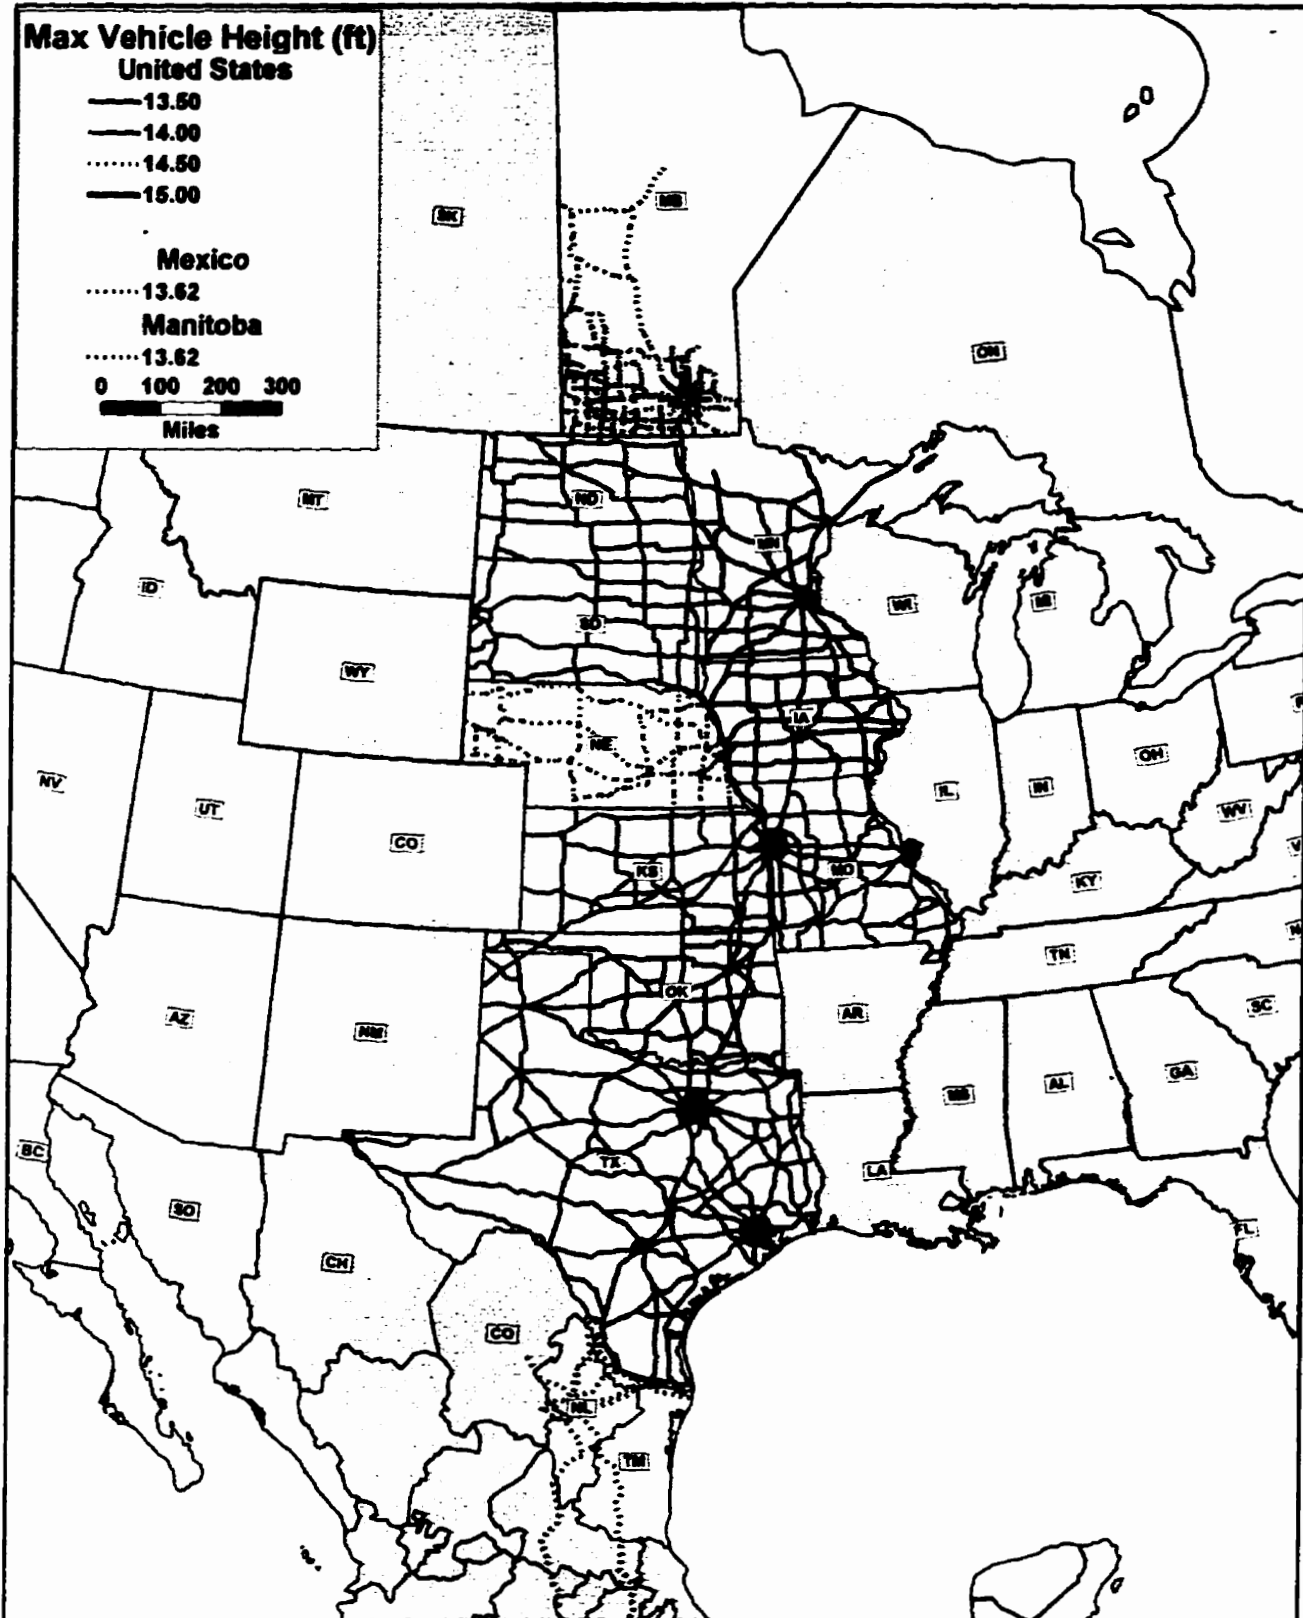 Max Vehicle Height (ft)
United States
13.50
14.00
14.50
15.00
Mexico
13.62
Manitoba
13.62
0 100 200 300
Miles
SK
MB
ON
MT
ND
MN
ID
WI
MI
SD
WY
IA
NE
OH
NV
UT
IL
IN
WV
CO
KS
MO
KY
TN
OK
AZ
NM
AR
SC
MS
AL
GA
BC
TX
LA
SO
FL
CH
CO
NL
TM